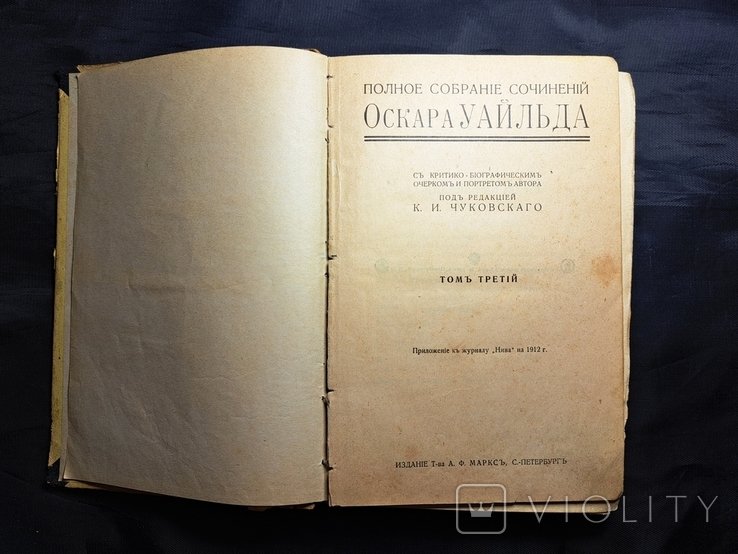 ПОЛНОЕ СОБРАНІЕ СОЧИНЕНІЙ
ОСКАРА УАЙЛЬДА
СЪ КРИТИКО-БІОГРАФИЧЕСКИМЪ
ОЧЕРКОМЪ И ПОРТРЕТОМЪ АВТОРА
ПОДЪ РЕДАКЦІЕЙ
К. И. ЧУКОВСКАГО
ТОМЪ ТРЕТІЙ
Приложеніе къ журналу „Нива" на 1912 г.
ИЗДАНІЕ Т-ва А. Ф. МАРКСЪ, С.-ПЕТЕРБУРГЪ
VIOLITY